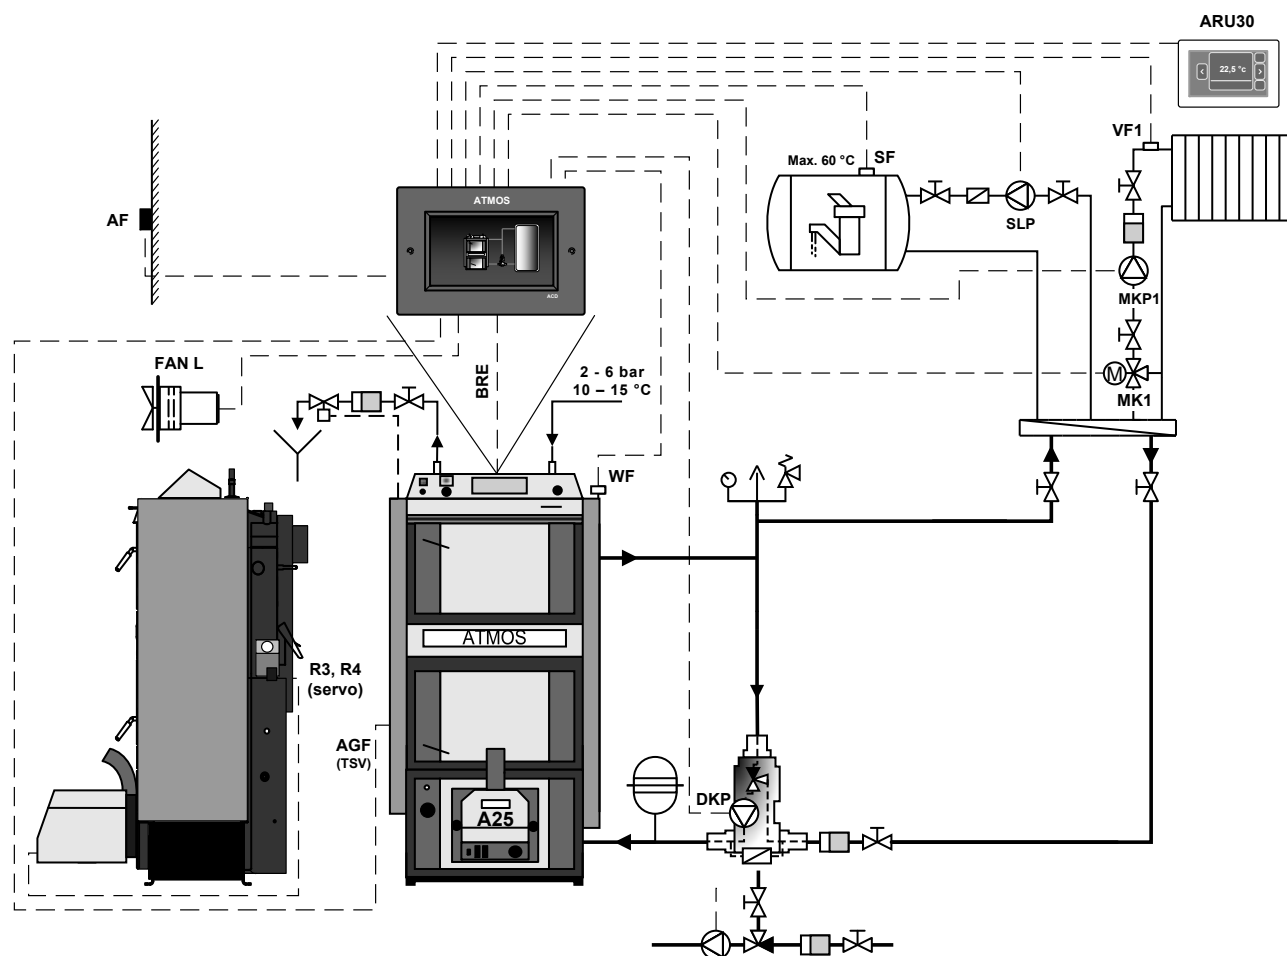 ARU30
22,5 °c
VF1
Max. 60 °C
SF
SLP
AF
ATMOS
ACD
MKP1
M
MK1
FAN L
BRE
2 - 6 bar
10 – 15 °C
WF
ATMOS
R3, R4
(servo)
AGF
(TSV)
DKP
A25